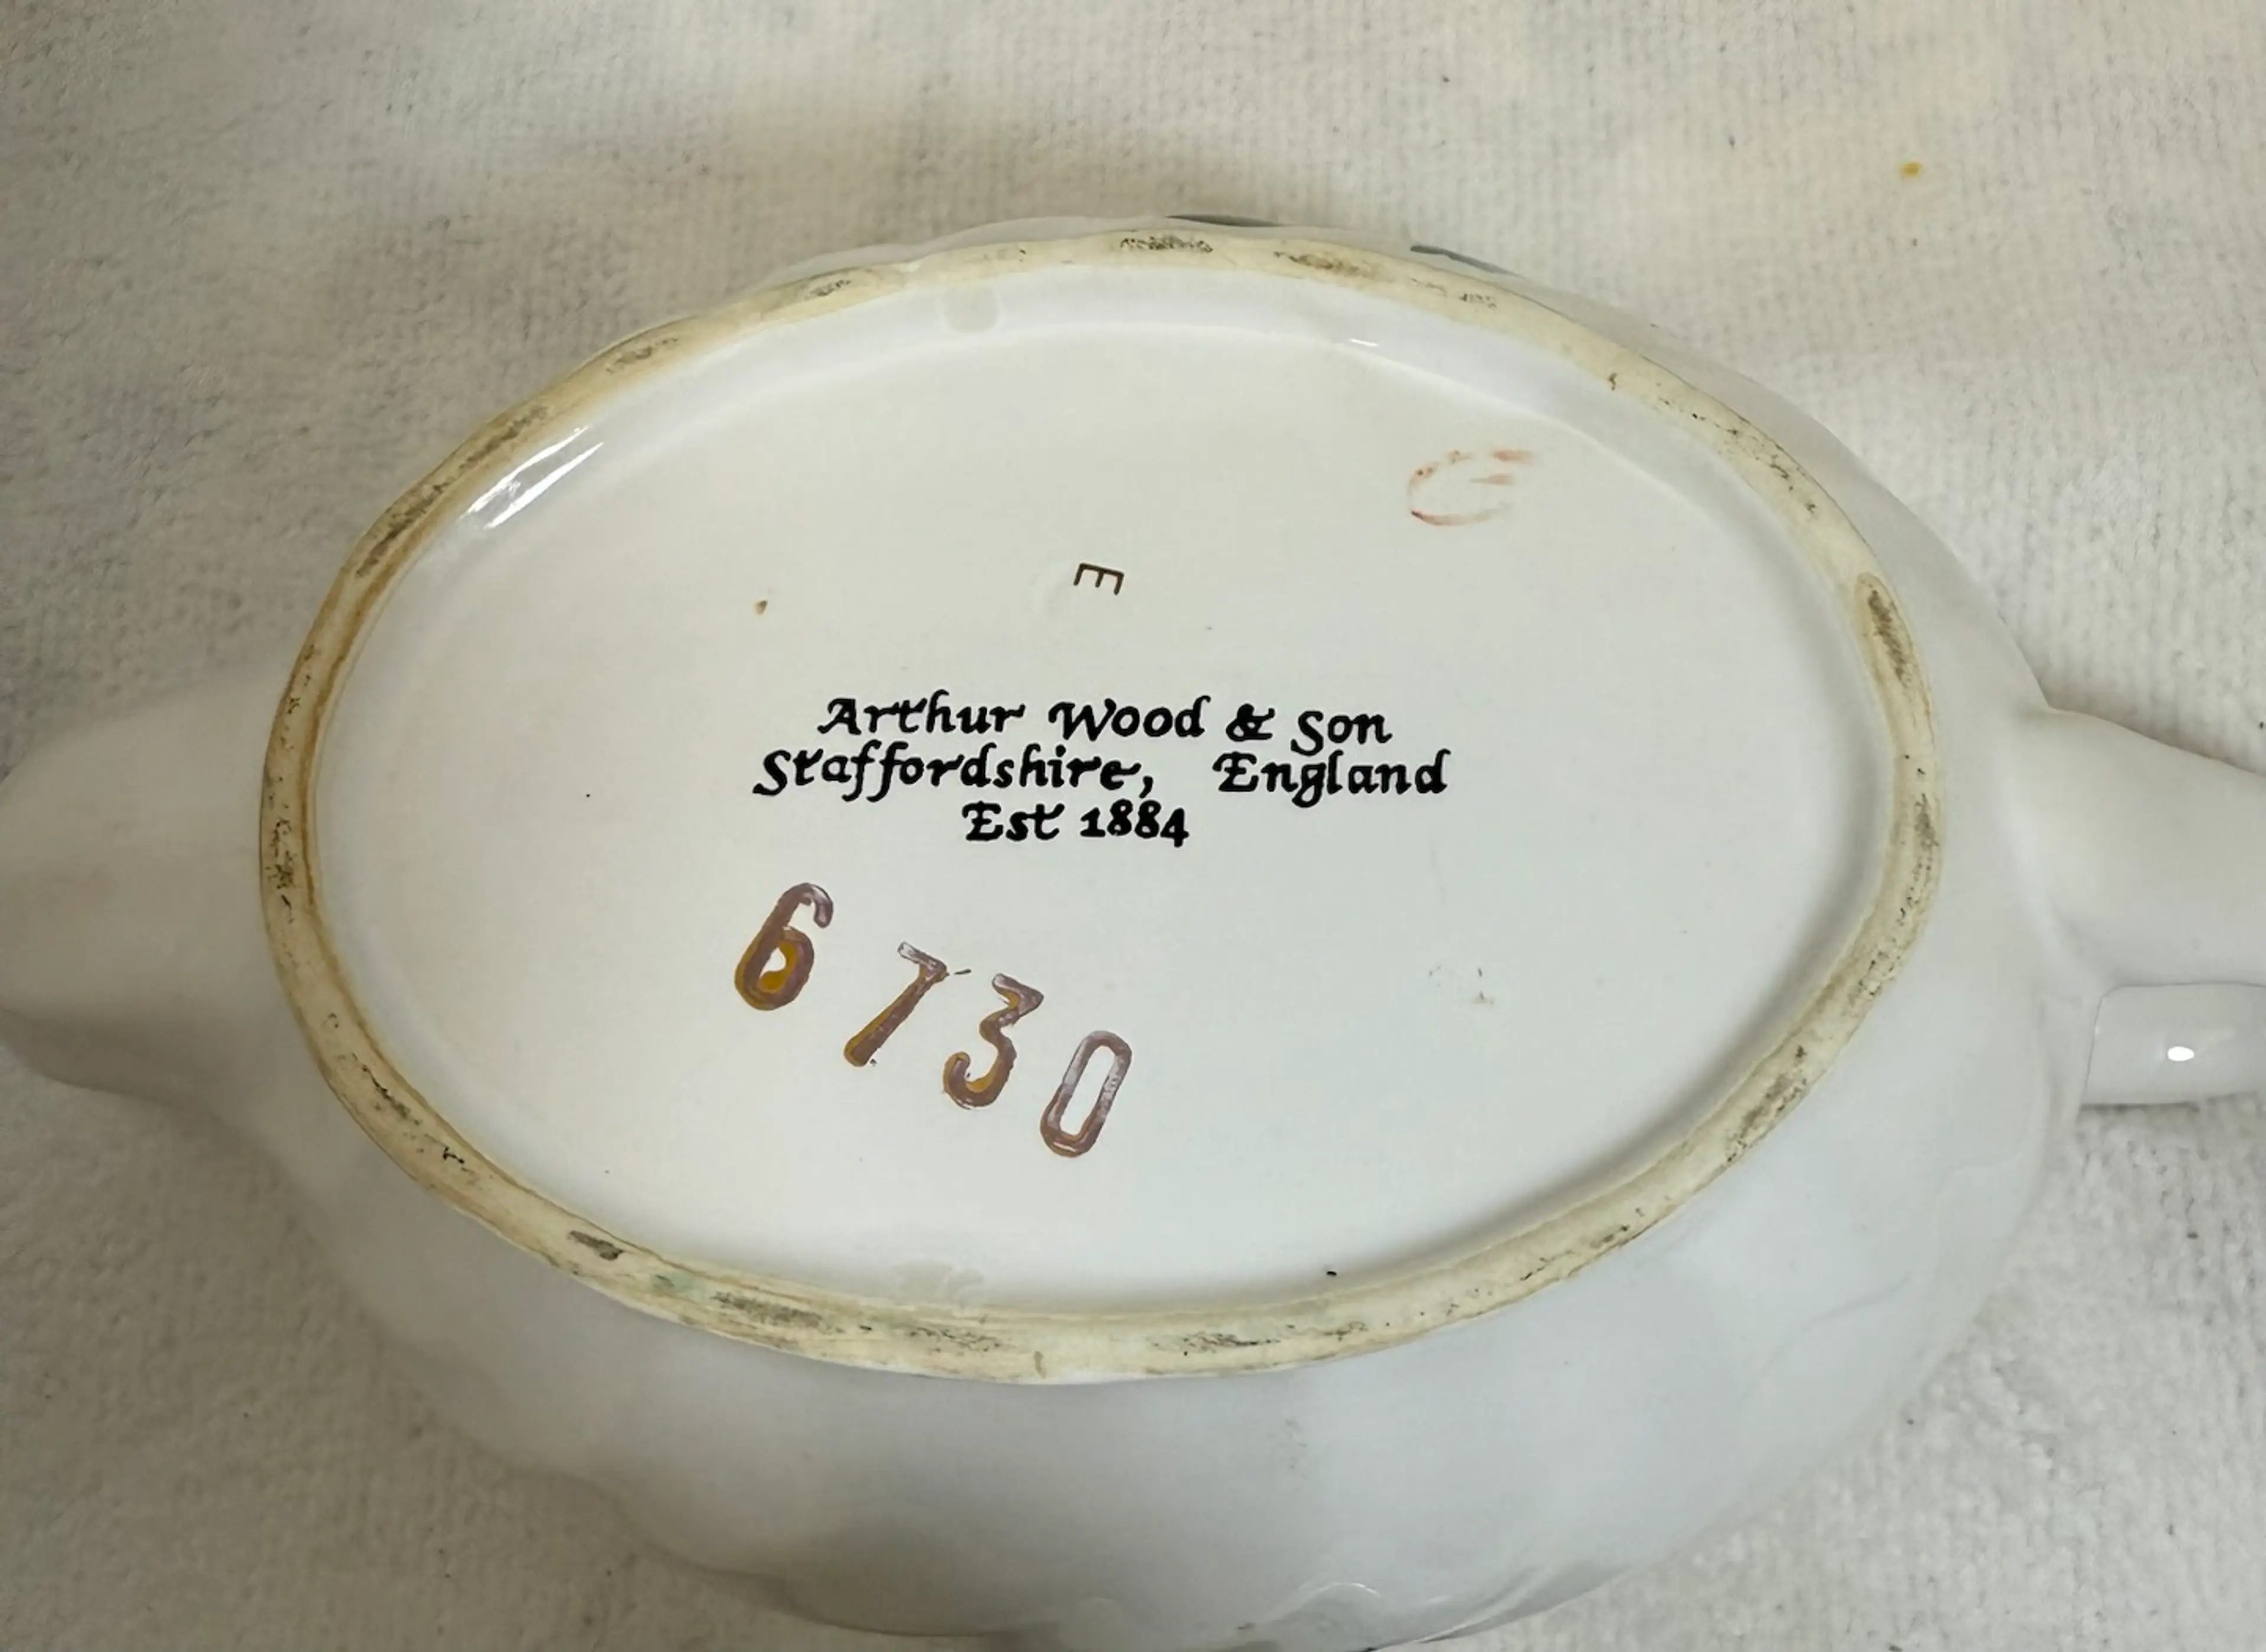 E
Arthur Wood & Son
Staffordshire, England
Est 1884
6730